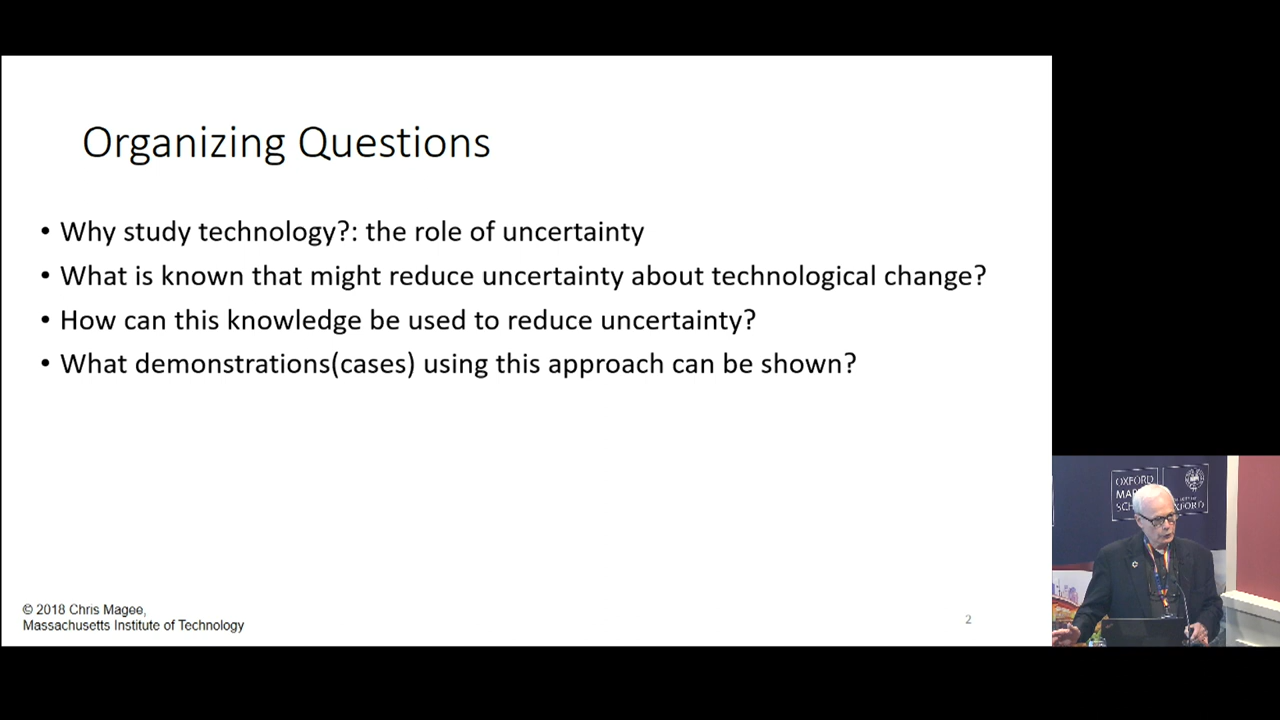 Organizing Questions
• Why study technology?: the role of uncertainty
• What is known that might reduce uncertainty about technological change?
• How can this knowledge be used to reduce uncertainty?
• What demonstrations(cases) using this approach can be shown?
© 2018 Chris Magee,
Massachusetts Institute of Technology
2
OXFORD